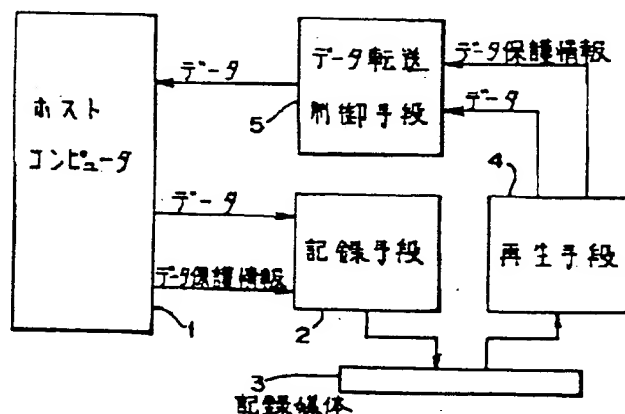 ホスト
コンピュータ
1
データ
データ転送
制御手段
5
データ保護情報
データ
4
データ
データ保護情報
記録手段
2
再生手段
3
記録媒体